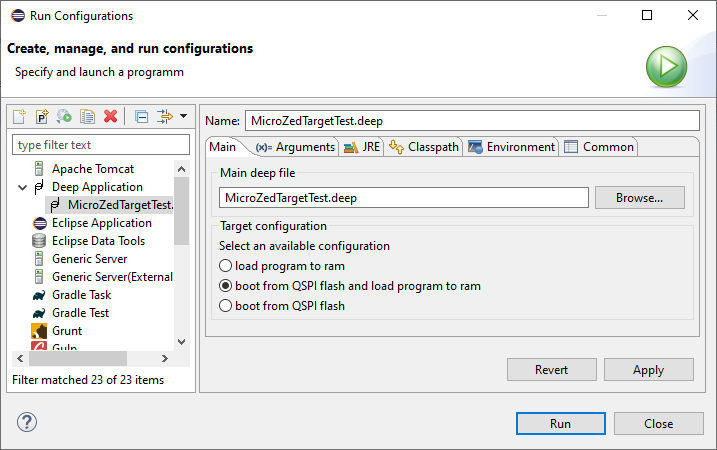 Run Configurations
Create, manage, and run configurations
Specify and launch a programm
type filter text
Apache Tomcat
Deep Application
MicroZedTargetTest.
Eclipse Application
Eclipse Data Tools
Generic Server
Generic Server(External
Gradle Task
Gradle Test
Grunt
Gulp
Filter matched 23 of 23 items
Name: MicroZedTargetTest.deep
Main (x)= Arguments JRE Classpath Environment Common
Main deep file
MicroZedTargetTest.deep Browse...
Target configuration
Select an available configuration
load program to ram
boot from QSPI flash and load program to ram
boot from QSPI flash
Revert Apply
Run Close